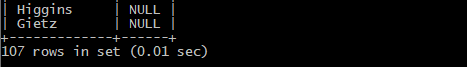 | Higgins     | NULL |
| Gietz       | NULL |
+-------------+------+
107 rows in set (0.01 sec)